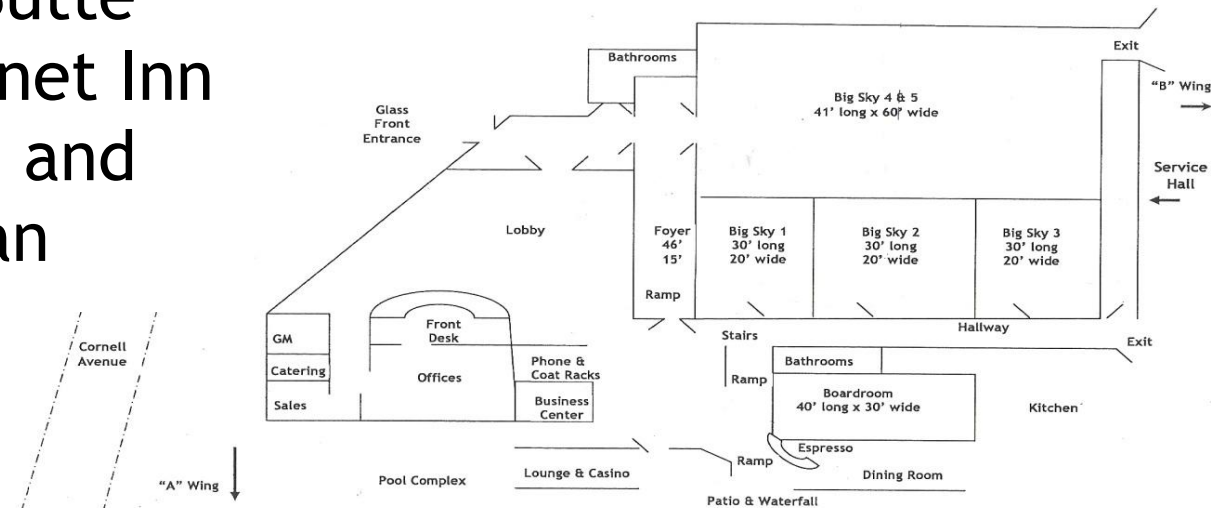 Butte
net Inn
and
an
Bathrooms
Exit
"B" Wing
Big Sky 4 & 5
41' long x 60' wide
Glass
Front
Entrance
Service
Hall
Lobby
Foyer
46'
15'
Big Sky 1
30' long
20' wide
Big Sky 2
30' long
20' wide
Big Sky 3
30' long
20' wide
Ramp
Hallway
Stairs
Exit
GM
Front
Desk
Cornell
Avenue
Catering
Offices
Phone &
Coat Racks
Bathrooms
Ramp
Boardroom
40' long x 30' wide
Kitchen
Sales
Business
Center
Espresso
Ramp
"A" Wing
Pool Complex
Lounge & Casino
Dining Room
Patio & Waterfall